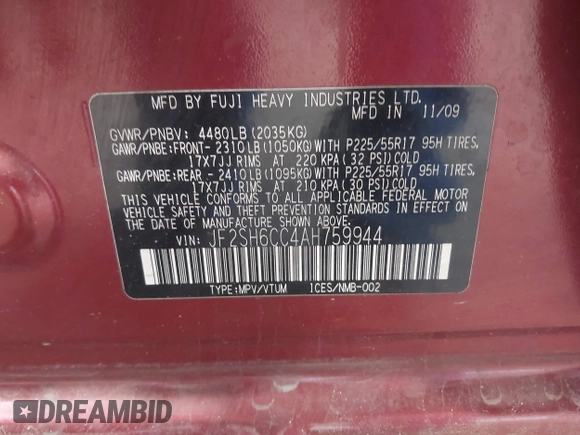 MFD BY FUJI HEAVY INDUSTRIES LTD.
MFD IN 11/09
GVWR/PNBV: 4480LB(2035KG)
GAWR/PNBE:FRONT-2310LB(1050KG)WITH P225/55R17 95H TIRES,
17X7JJ RIMS AT 220 KPA(32 PSI)COLD
GAWR/PNBE:REAR -2410LB(1095KG)WITH P225/55R17 95H TIRES,
17X7JJ RIMS AT 210 KPA(30 PSI)COLD
THIS VEHICLE CONFORMS TO ALL APPLICABLE FEDERAL MOTOR
VEHICLE SAFETY AND THEFT PREVENTION STANDARDS IN EFFECT ON
THE DATE OF MANUFACTURE SHOWN ABOVE.
VIN: JF2SH6CC4AH759944
TYPE:MPV/VTUM ICES/NMB-002
DREAMBID